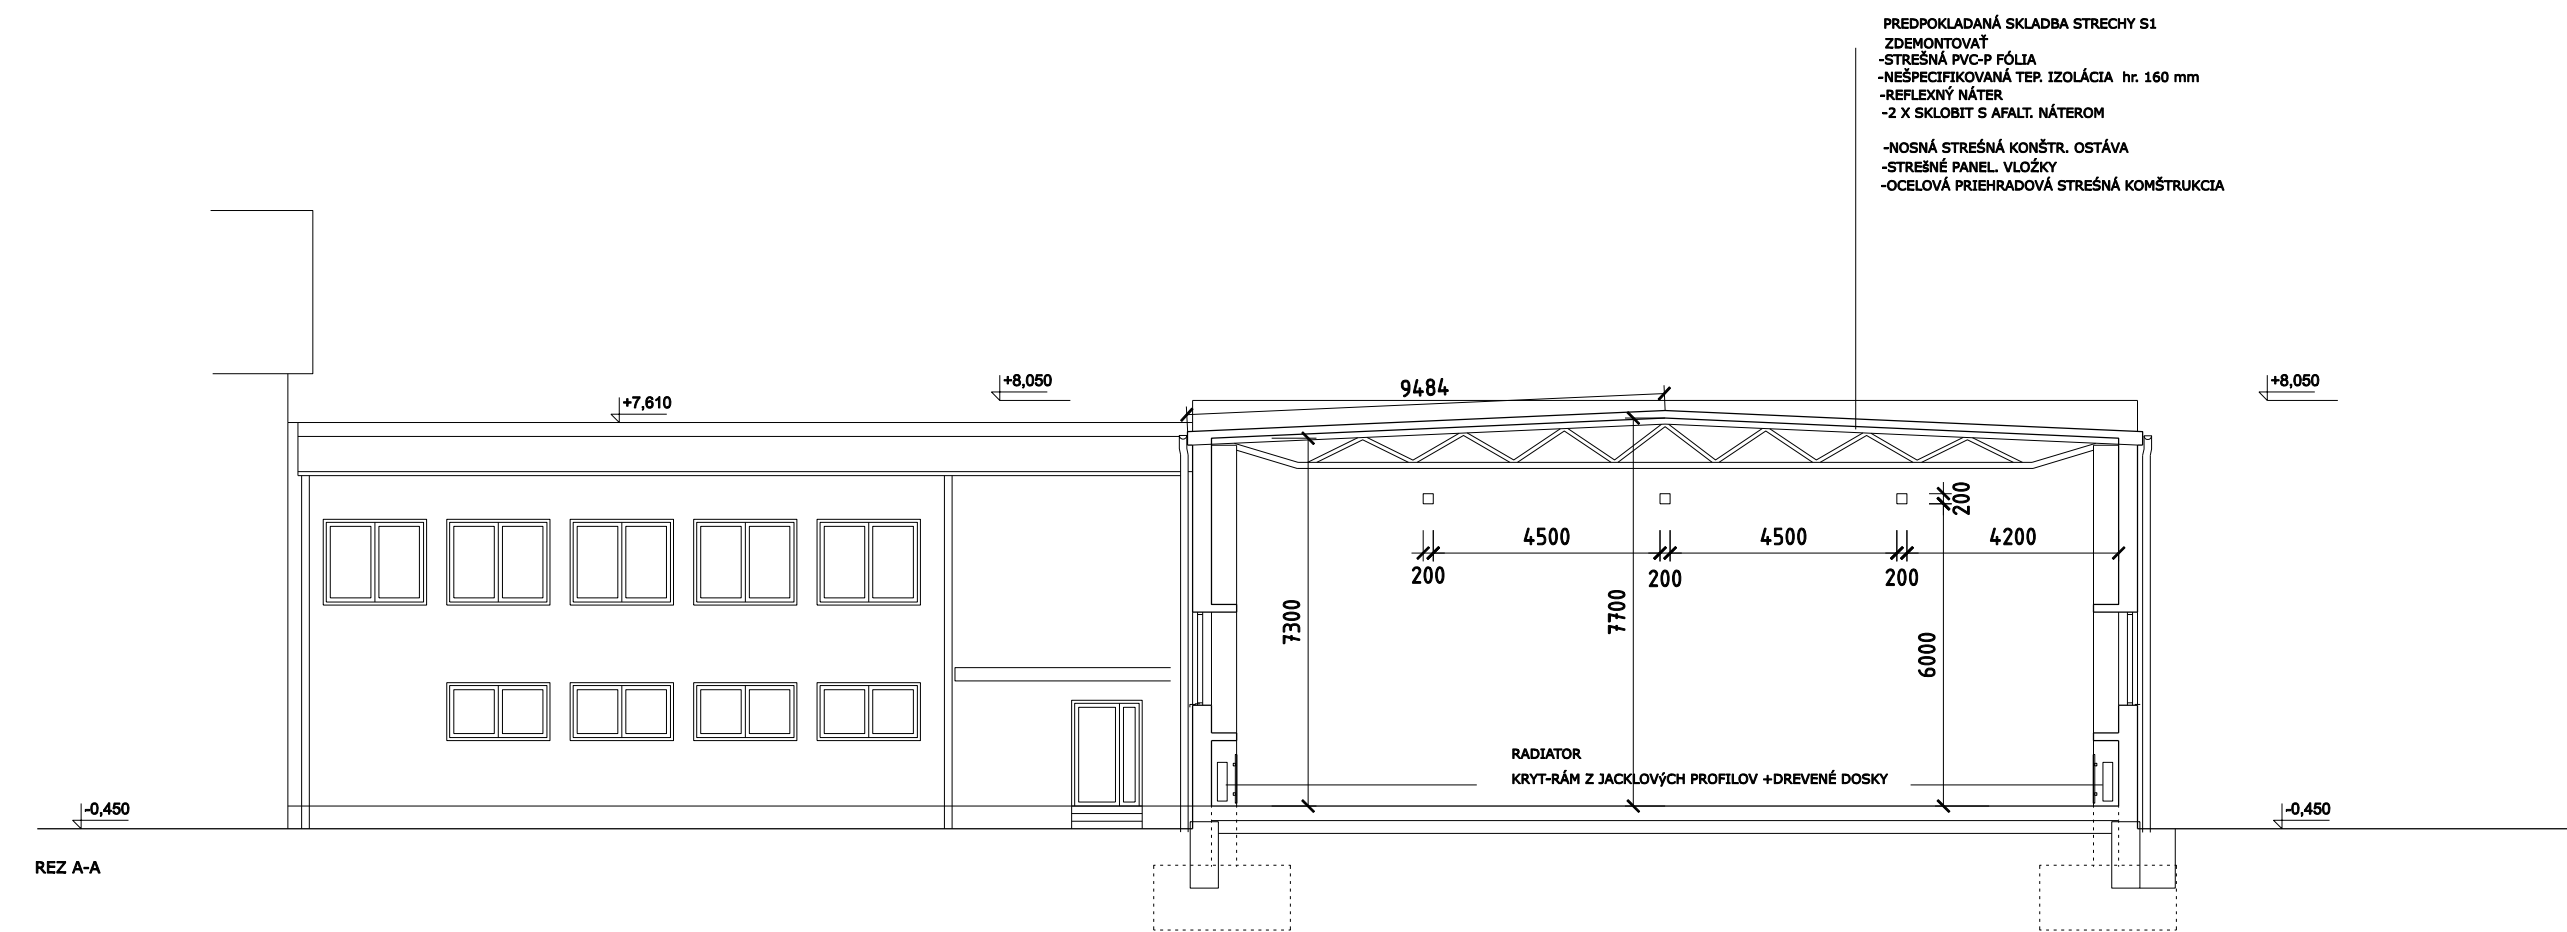 PREDPOKLADANÁ SKLADBA STRECHY S1
ZDEMONTOVAŤ
-STREŠNÁ PVC-P FÓLIA
-NEŠPECIFIKOVANÁ TEP. IZOLÁCIA hr. 160 mm
-REFLEXNÝ NÁTER
-2 X SKLOBIT S AFALT. NÁTEROM
-NOSNÁ STREŚNÁ KONŠTR. OSTÁVA
-STREšNÉ PANEL. VLOŹKY
-OCELOVÁ PRIEHRADOVÁ STREŚNÁ KOMŠTRUKCIA
+8,050
+8,050
9484
+7,610
200
4500
4500
4200
200
200
200
7300
7700
6000
RADIATOR
KRYT-RÁM Z JACKLOVýCH PROFILOV +DREVENÉ DOSKY
-0,450
-0,450
REZ A-A